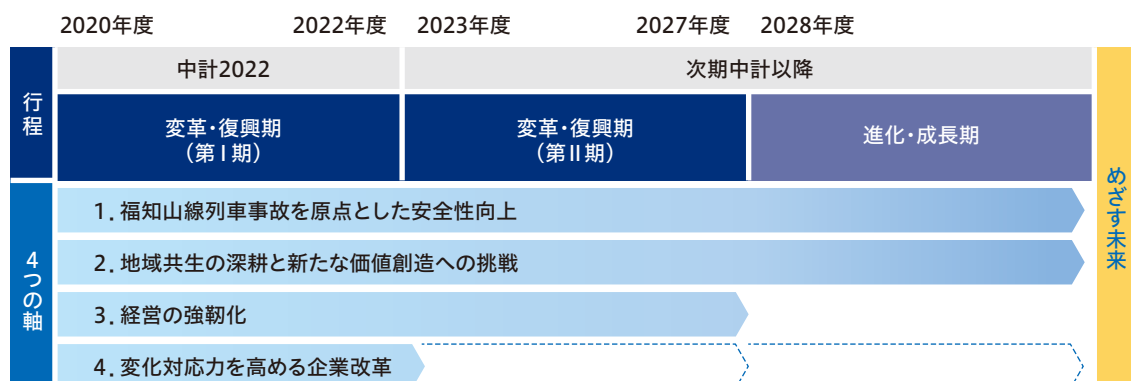 2020年度
2022年度
2023年度
2027年度
2028年度
行程
中計2022
次期中計以降
変革・復興期
（第Ⅰ期）
変革・復興期
（第Ⅱ期）
進化・成長期
4つの軸
1．福知山線列車事故を原点とした安全性向上
2．地域共生の深耕と新たな価値創造への挑戦
3．経営の強靭化
4．変化対応力を高める企業改革
めざす未来